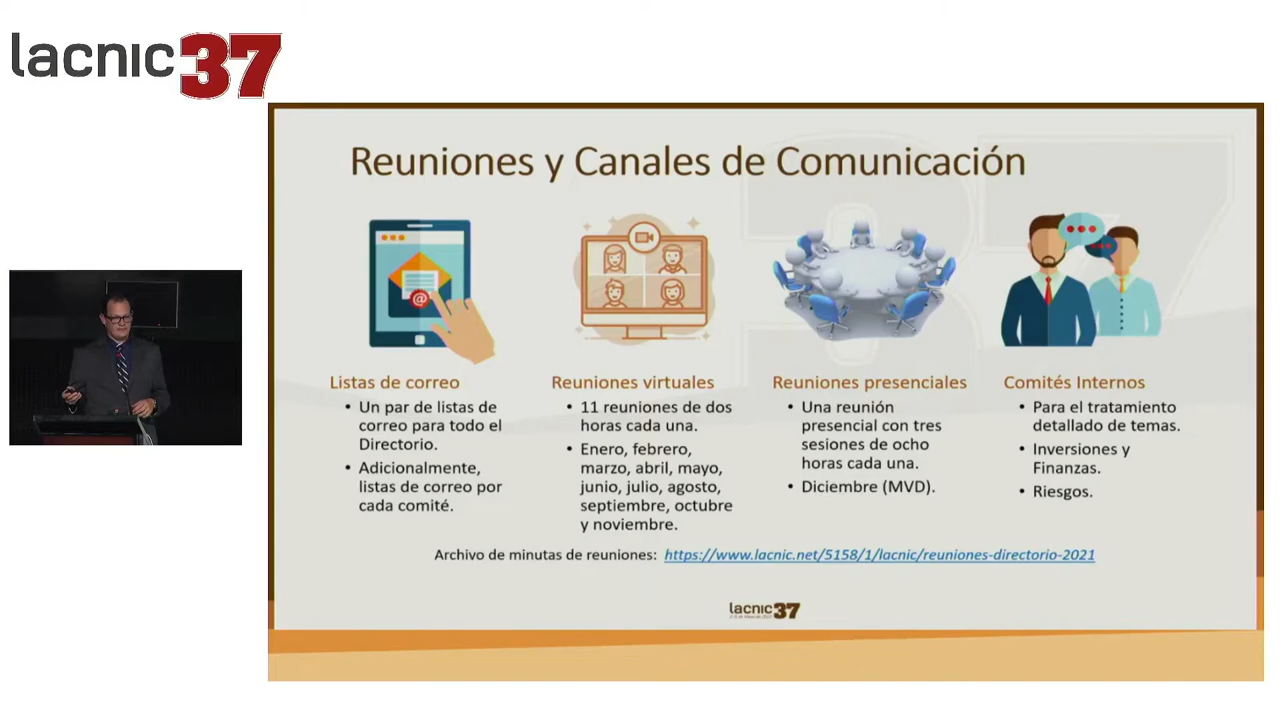 lacnic37
Reuniones y Canales de Comunicación
@
Listas de correo
• Un par de listas de
correo para todo el
Directorio.
• Adicionalmente,
listas de correo por
cada comité.
Reuniones virtuales
• 11 reuniones de dos
horas cada una.
• Enero, febrero,
marzo, abril, mayo,
junio, julio, agosto,
septiembre, octubre
y noviembre.
Reuniones presenciales
• Una reunión
presencial con tres
sesiones de ocho
horas cada una.
• Diciembre (MVD).
Comités Internos
• Para el tratamiento
detallado de temas.
• Inversiones y
Finanzas.
• Riesgos.
Archivo de minutas de reuniones: https://www.lacnic.net/5158/1/lacnic/reuniones-directorio-2021
lacnic37